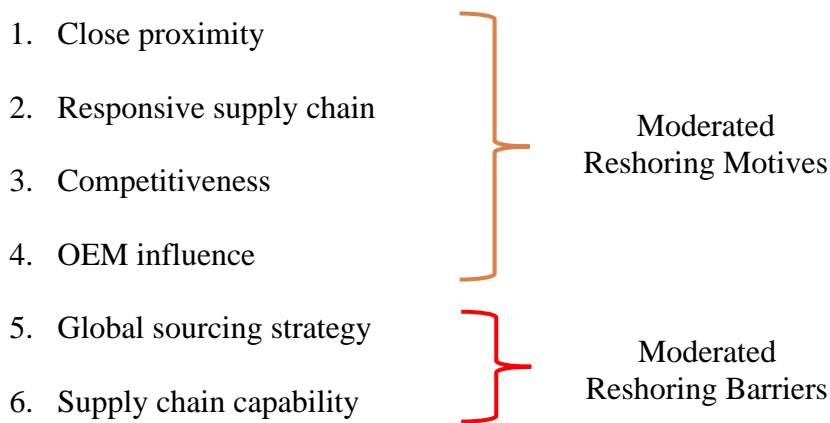 1. Close proximity
2. Responsive supply chain
3. Competitiveness
4. OEM influence
Moderated
Reshoring Motives
5. Global sourcing strategy
6. Supply chain capability
Moderated
Reshoring Barriers